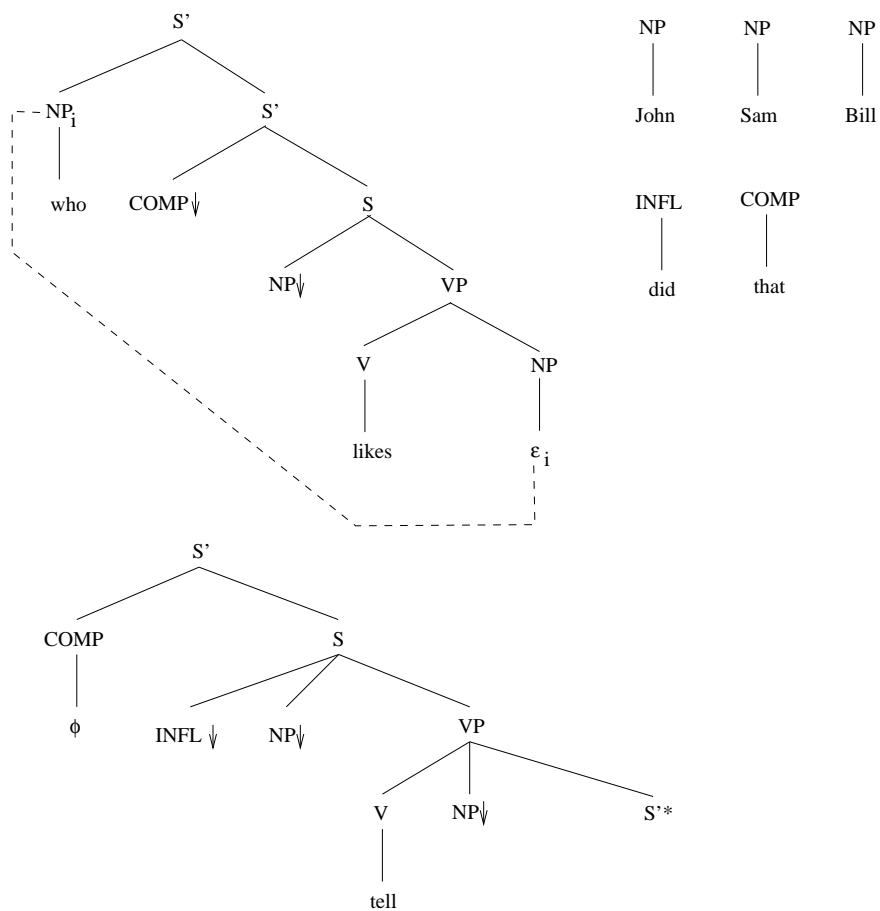 S’
NP NP NP
NPi S’
John Sam Bill
who COMP↓ S
INFL COMP
NP↓ VP
did that
V NP
likes εi
S’
COMP S
ϕ INFL ↓ NP↓ VP
V NP↓ S’*
tell